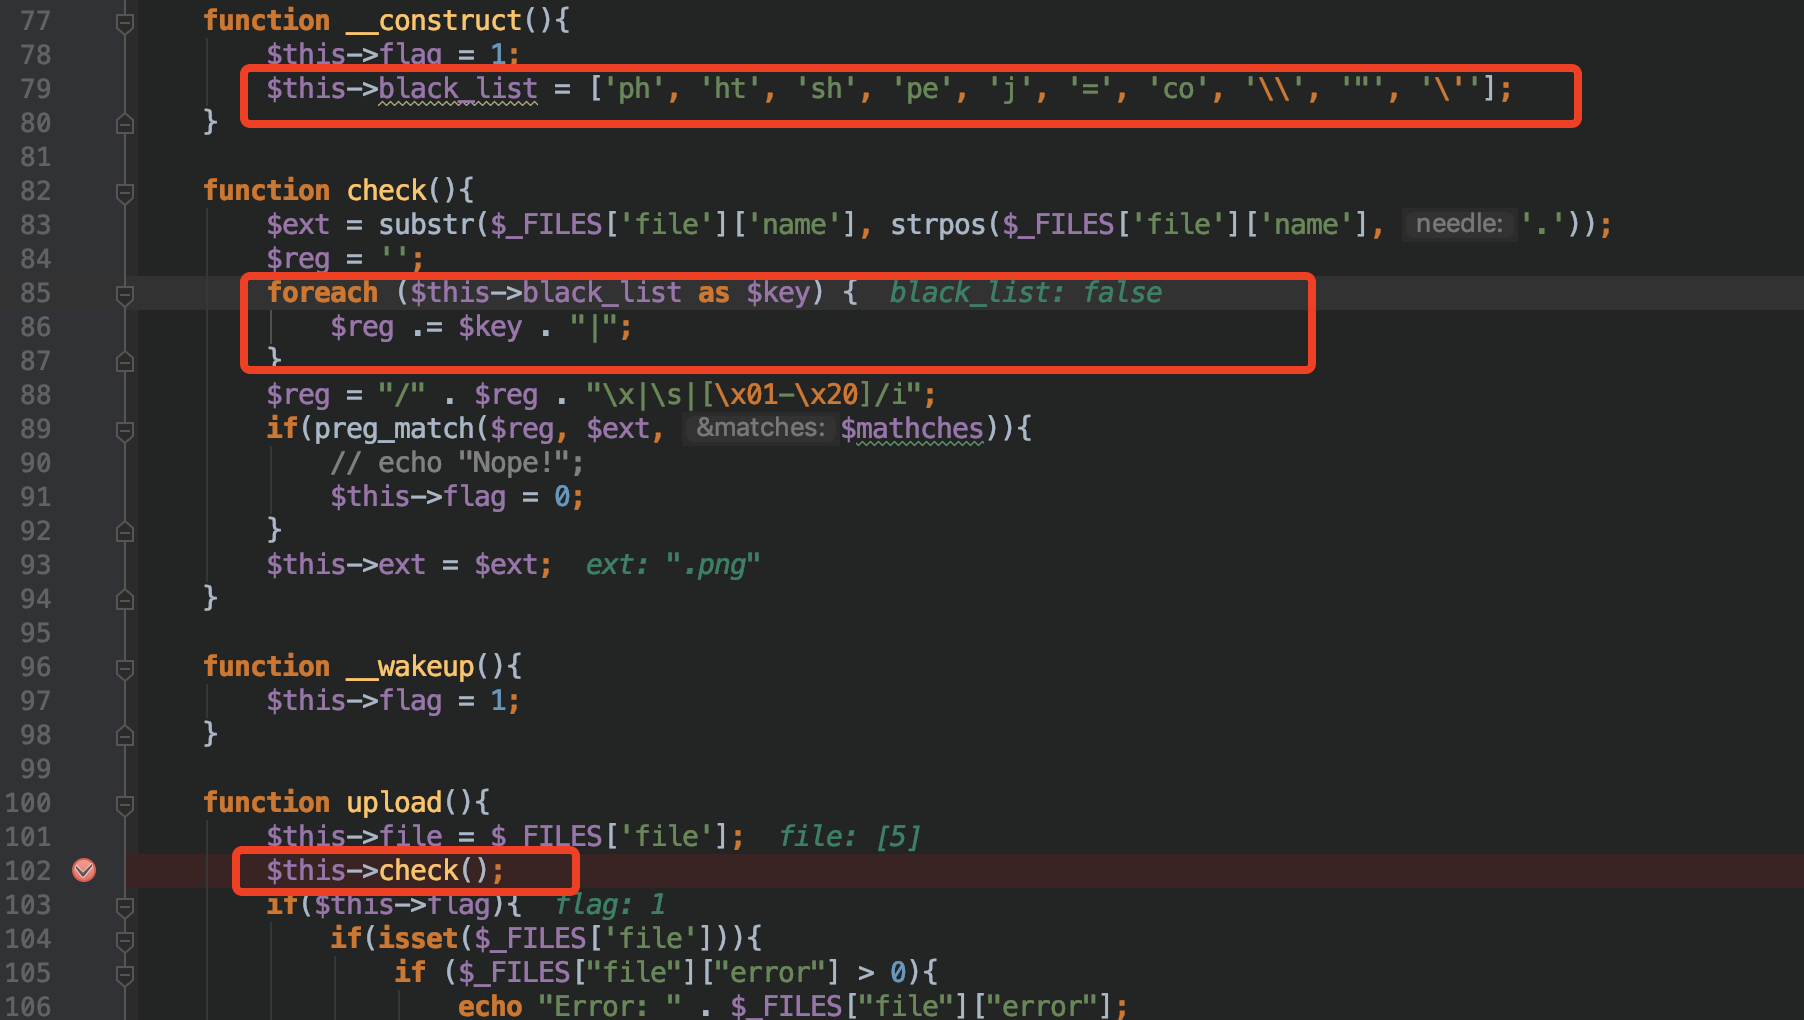 77 function __construct(){
78 $this->flag = 1;
79 $this->black_list = ['ph', 'ht', 'sh', 'pe', 'j', '=', 'co', '\\', '"', '\''];
80 }
81
82 function check(){
83 $ext = substr($_FILES['file']['name'], strpos($_FILES['file']['name'], needle: '.'));
84 $reg = '';
85 foreach ($this->black_list as $key) { black_list: false
86 $reg .= $key . "|";
87 }
88 $reg = "/" . $reg . "\x|\s|[\x01-\x20]/i";
89 if(preg_match($reg, $ext, &matches: $mathches)){
90 // echo "Nope!";
91 $this->flag = 0;
92 }
93 $this->ext = $ext; ext: ".png"
94 }
95
96 function __wakeup(){
97 $this->flag = 1;
98 }
99
100 function upload(){
101 $this->file = $_FILES['file']; file: [5]
102 $this->check();
103 if($this->flag){ flag: 1
104 if(isset($_FILES['file'])){
105 if ($_FILES["file"]["error"] > 0){
106 echo "Error: " . $_FILES["file"]["error"];